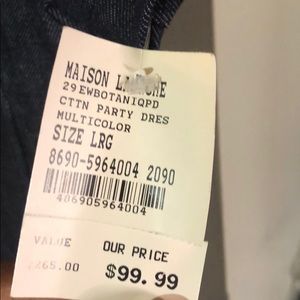 MAISON
29EWBOTANIQPD
CTTN PARTY DRES
MULTICOLOR
SIZE LRG
8690-5964004 2090
406905964004
VALUE OUR PRICE
265.00 $99.99